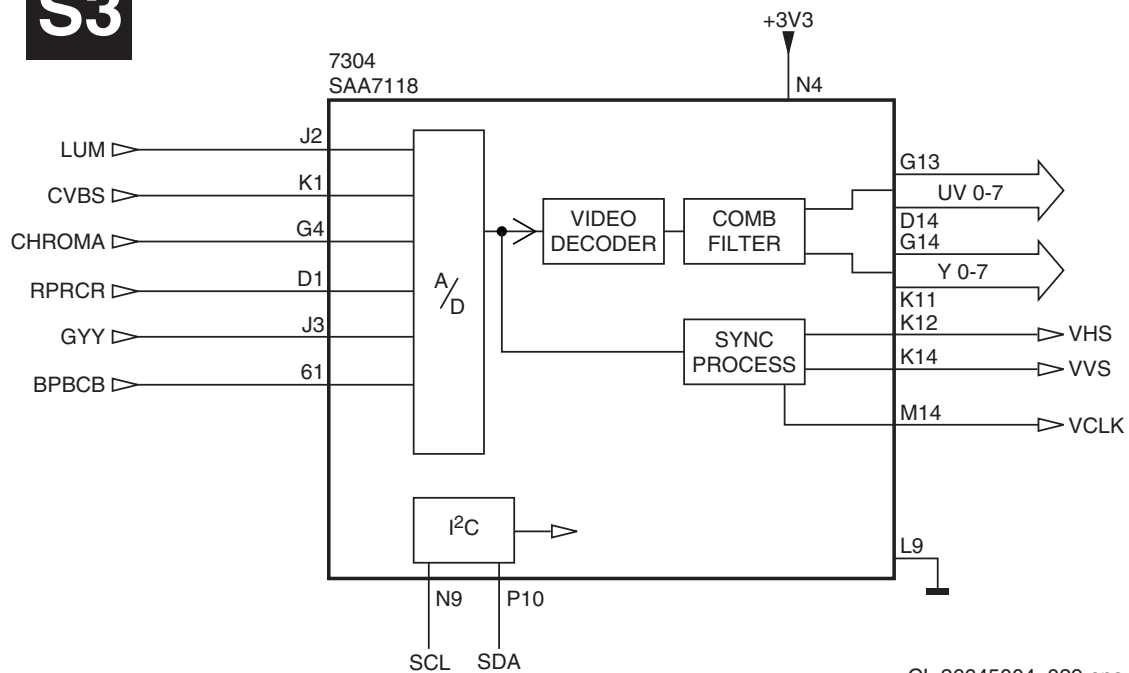 S3
+3V3
7304
SAA7118
N4
LUM
J2
CVBS
K1
CHROMA
G4
RPRCR
D1
GYY
J3
BPBCB
61
A/D
VIDEO
DECODER
COMB
FILTER
G13
UV 0-7
D14
G14
Y 0-7
K11
SYNC
PROCESS
K12
VHS
K14
VVS
M14
VCLK
I²C
L9
N9
P10
SCL
SDA